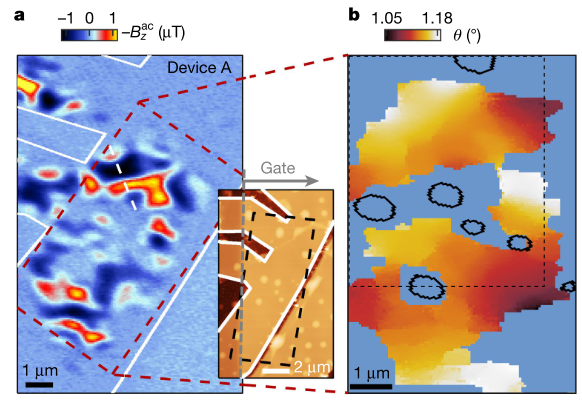 a
−1 0 1
−B_z^ac (μT)
Device A
Gate
1 μm
2 μm
b
1.05 1.18
θ (°)
1 μm